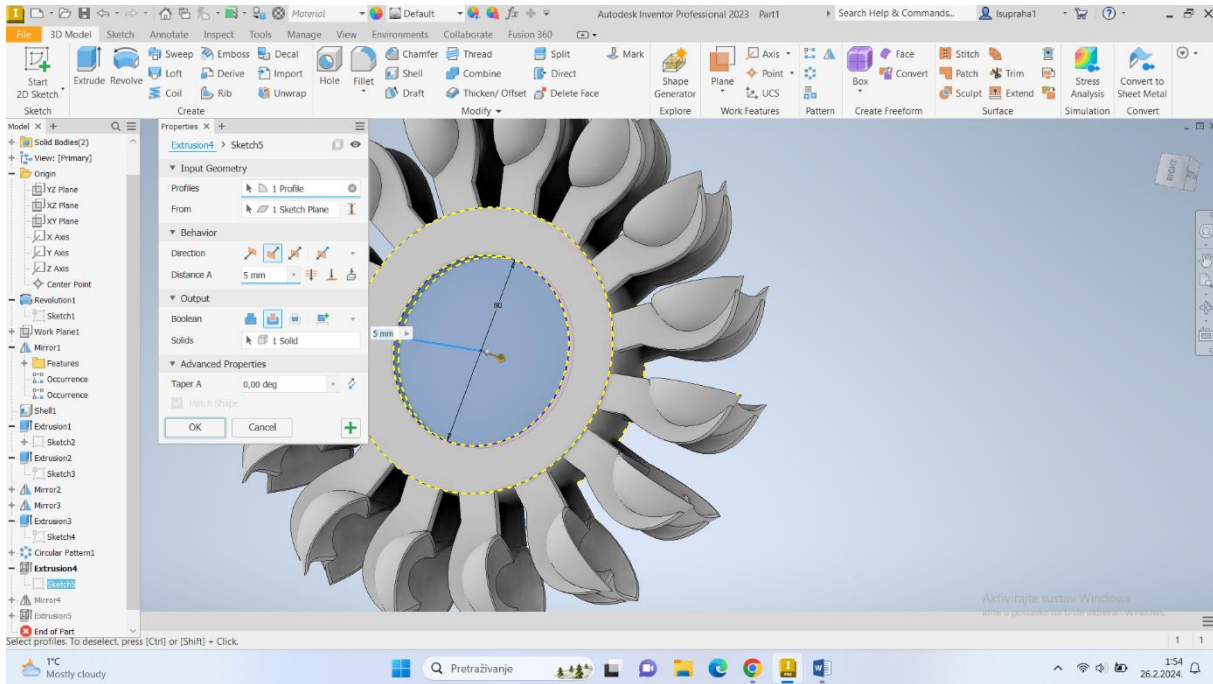 Material
Default
Autodesk Inventor Professional 2023 Part1
Search Help & Commands...
lsupraha1
File 3D Model Sketch Annotate Inspect Tools Manage View Environments Collaborate Fusion 360
Start
2D Sketch
Extrude Revolve
Sweep Emboss Decal
Loft Derive Import
Coil Rib Unwrap
Hole Fillet
Chamfer Thread Split
Shell Combine Direct
Draft Thicken/ Offset Delete Face
Mark
Shape
Generator
Plane
Axis
Point
UCS
Box
Face
Convert
Stitch
Patch Trim
Sculpt Extend
Stress
Analysis
Convert to
Sheet Metal
Sketch Create Modify Explore Work Features Pattern Create Freeform Surface Simulation Convert
Model
Solid Bodies(2)
View: [Primary]
Origin
YZ Plane
XZ Plane
XY Plane
X Axis
Y Axis
Z Axis
Center Point
Revolution1
Sketch1
Work Plane1
Mirror1
Features
Occurrence
Occurrence
Shell1
Extrusion1
Sketch2
Extrusion2
Sketch3
Mirror2
Mirror3
Extrusion3
Sketch4
Circular Pattern1
Extrusion4
Sketch5
Mirror4
Extrusion5
End of Part
Properties
Extrusion4 > Sketch5
Input Geometry
Profiles 1 Profile
From 1 Sketch Plane
Behavior
Direction
Distance A 5 mm
Output
Boolean
Solids 1 Solid
Advanced Properties
Taper A 0,00 deg
Match Shape
OK Cancel
5 mm
90
RIGHT
Aktivirajte sustav Windows
Select profiles. To deselect, press [Ctrl] or [Shift] + Click.
1 1
1°C
Mostly cloudy
Pretraživanje
1:54
26.2.2024.